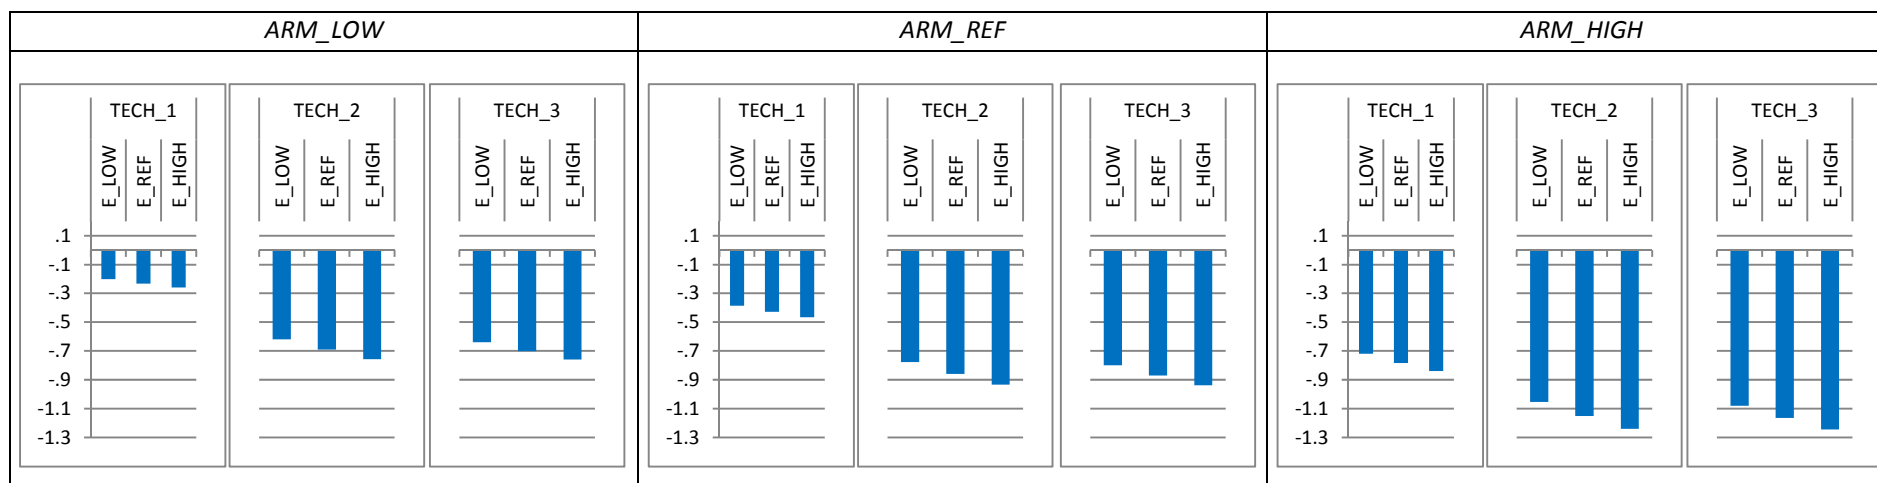 ARM_LOW ARM_REF ARM_HIGH
TECH_1 TECH_2 TECH_3 TECH_1 TECH_2 TECH_3 TECH_1 TECH_2 TECH_3
E_LOW E_REF E_HIGH E_LOW E_REF E_HIGH E_LOW E_REF E_HIGH E_LOW E_REF E_HIGH E_LOW E_REF E_HIGH E_LOW E_REF E_HIGH E_LOW E_REF E_HIGH E_LOW E_REF E_HIGH E_LOW E_REF E_HIGH
.1 .1 .1
-.1 -.1 -.1
-.3 -.3 -.3
-.5 -.5 -.5
-.7 -.7 -.7
-.9 -.9 -.9
-1.1 -1.1 -1.1
-1.3 -1.3 -1.3